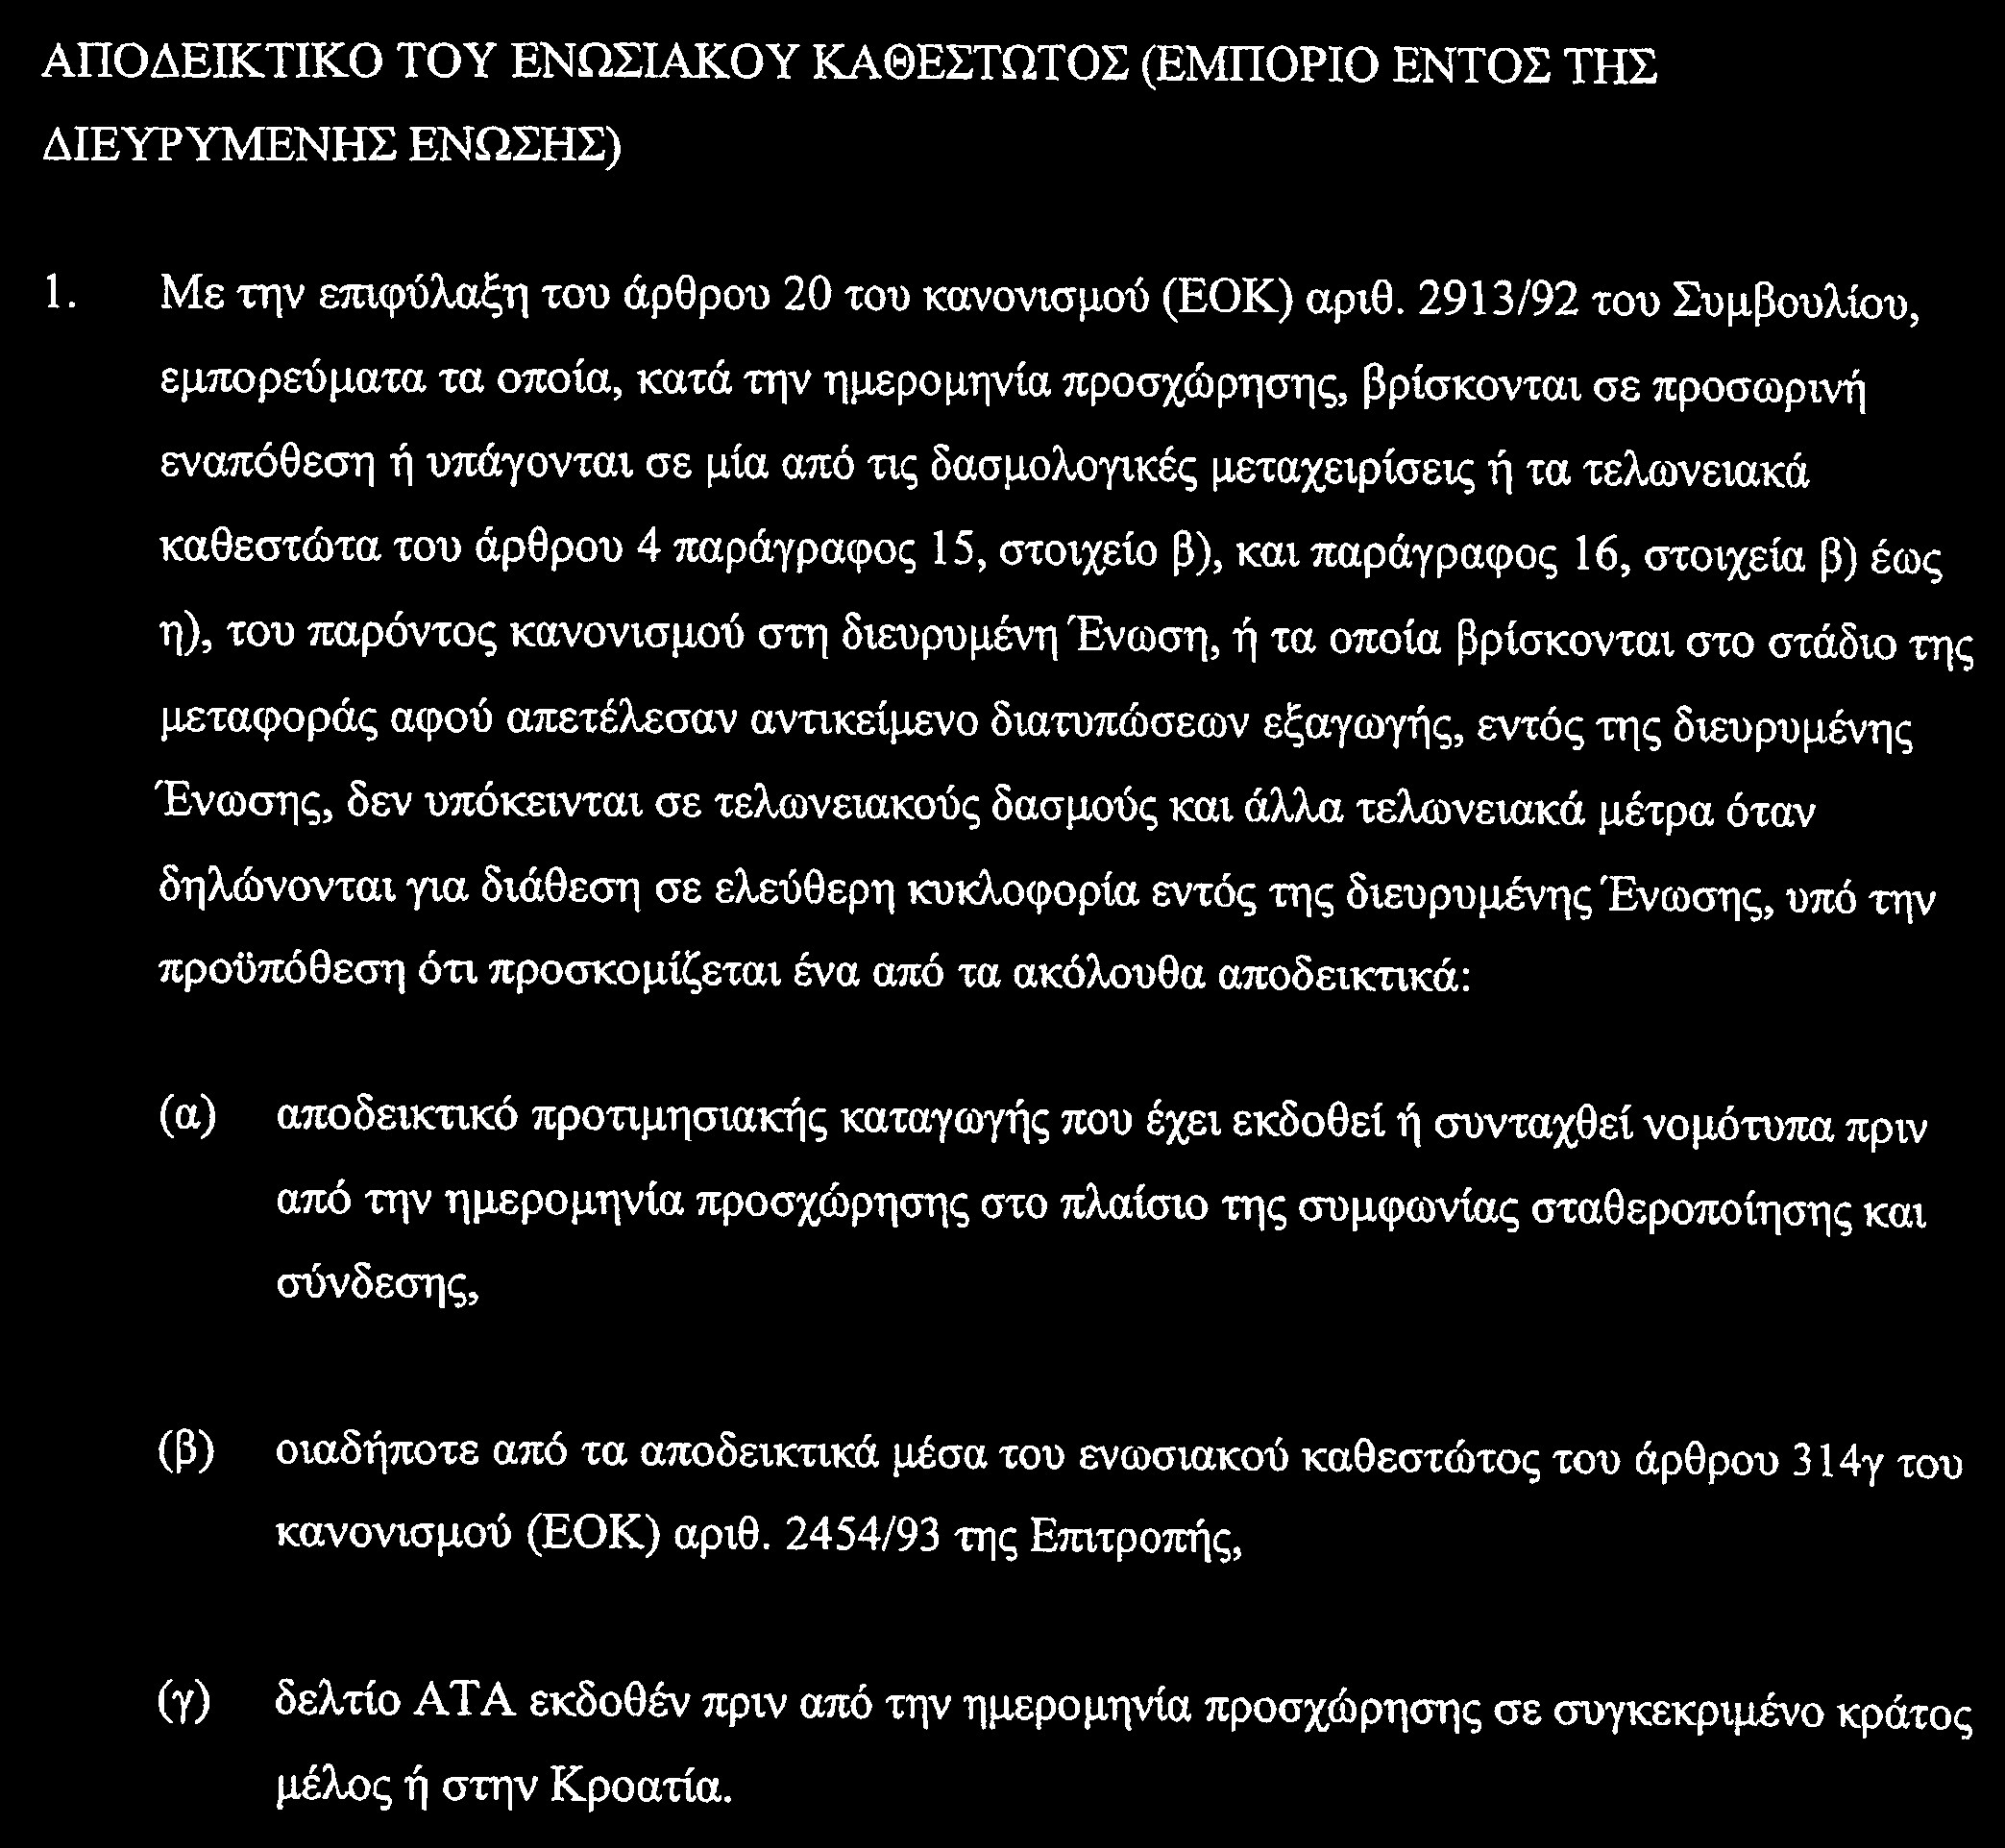 ΑΠΟΔΕΙΚΤΙΚΟ ΤΟΥ ΕΝΩΣΙΑΚΟΥ ΚΑΘΕΣΤΩΤΟΣ (ΕΜΠΟΡΙΟ ΕΝΤΟΣ ΤΗΣ
ΔΙΕΥΡΥΜΕΝΗΣ ΕΝΩΣΗΣ)
1. Με την επιφύλαξη του άρθρου 20 του κανονισμού (ΕΟΚ) αριθ. 2913/92 του Συμβουλίου,
εμπορεύματα τα οποία, κατά την ημερομηνία προσχώρησης, βρίσκονται σε προσωρινή
εναπόθεση ή υπάγονται σε μία από τις δασμολογικές μεταχειρίσεις ή τα τελωνειακά
καθεστώτα του άρθρου 4 παράγραφος 15, στοιχείο β), και παράγραφος 16, στοιχεία β) έως
η), του παρόντος κανονισμού στη διευρυμένη Ένωση, ή τα οποία βρίσκονται στο στάδιο της
μεταφοράς αφού απετέλεσαν αντικείμενο διατυπώσεων εξαγωγής, εντός της διευρυμένης
Ένωσης, δεν υπόκεινται σε τελωνειακούς δασμούς και άλλα τελωνειακά μέτρα όταν
δηλώνονται για διάθεση σε ελεύθερη κυκλοφορία εντός της διευρυμένης Ένωσης, υπό την
προϋπόθεση ότι προσκομίζεται ένα από τα ακόλουθα αποδεικτικά:
(α) αποδεικτικό προτιμησιακής καταγωγής που έχει εκδοθεί ή συνταχθεί νομότυπα πριν
από την ημερομηνία προσχώρησης στο πλαίσιο της συμφωνίας σταθεροποίησης και
σύνδεσης,
(β) οιαδήποτε από τα αποδεικτικά μέσα του ενωσιακού καθεστώτος του άρθρου 314γ του
κανονισμού (ΕΟΚ) αριθ. 2454/93 της Επιτροπής,
(γ) δελτίο ΑΤΑ εκδοθέν πριν από την ημερομηνία προσχώρησης σε συγκεκριμένο κράτος
μέλος ή στην Κροατία.